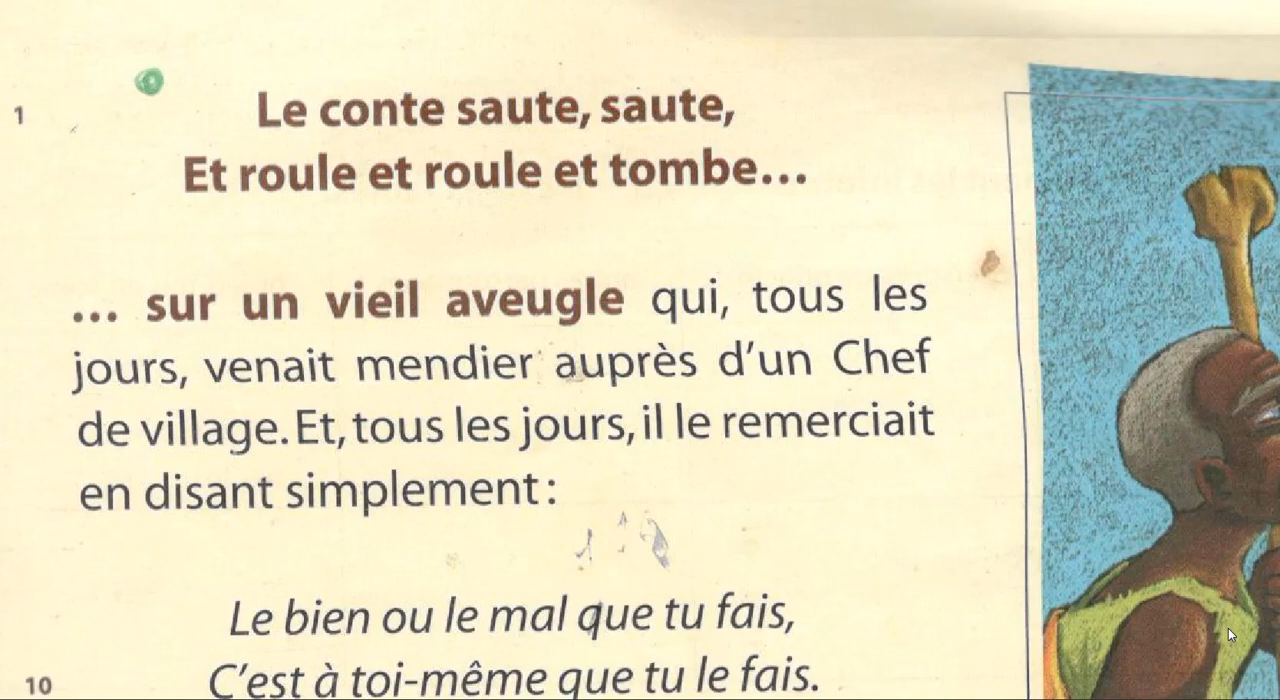 1
Le conte saute, saute,
Et roule et roule et tombe...
... sur un vieil aveugle qui, tous les
jours, venait mendier auprès d'un Chef
de village. Et, tous les jours, il le remerciait
en disant simplement :
Le bien ou le mal que tu fais,
10
C'est à toi-même que tu le fais.